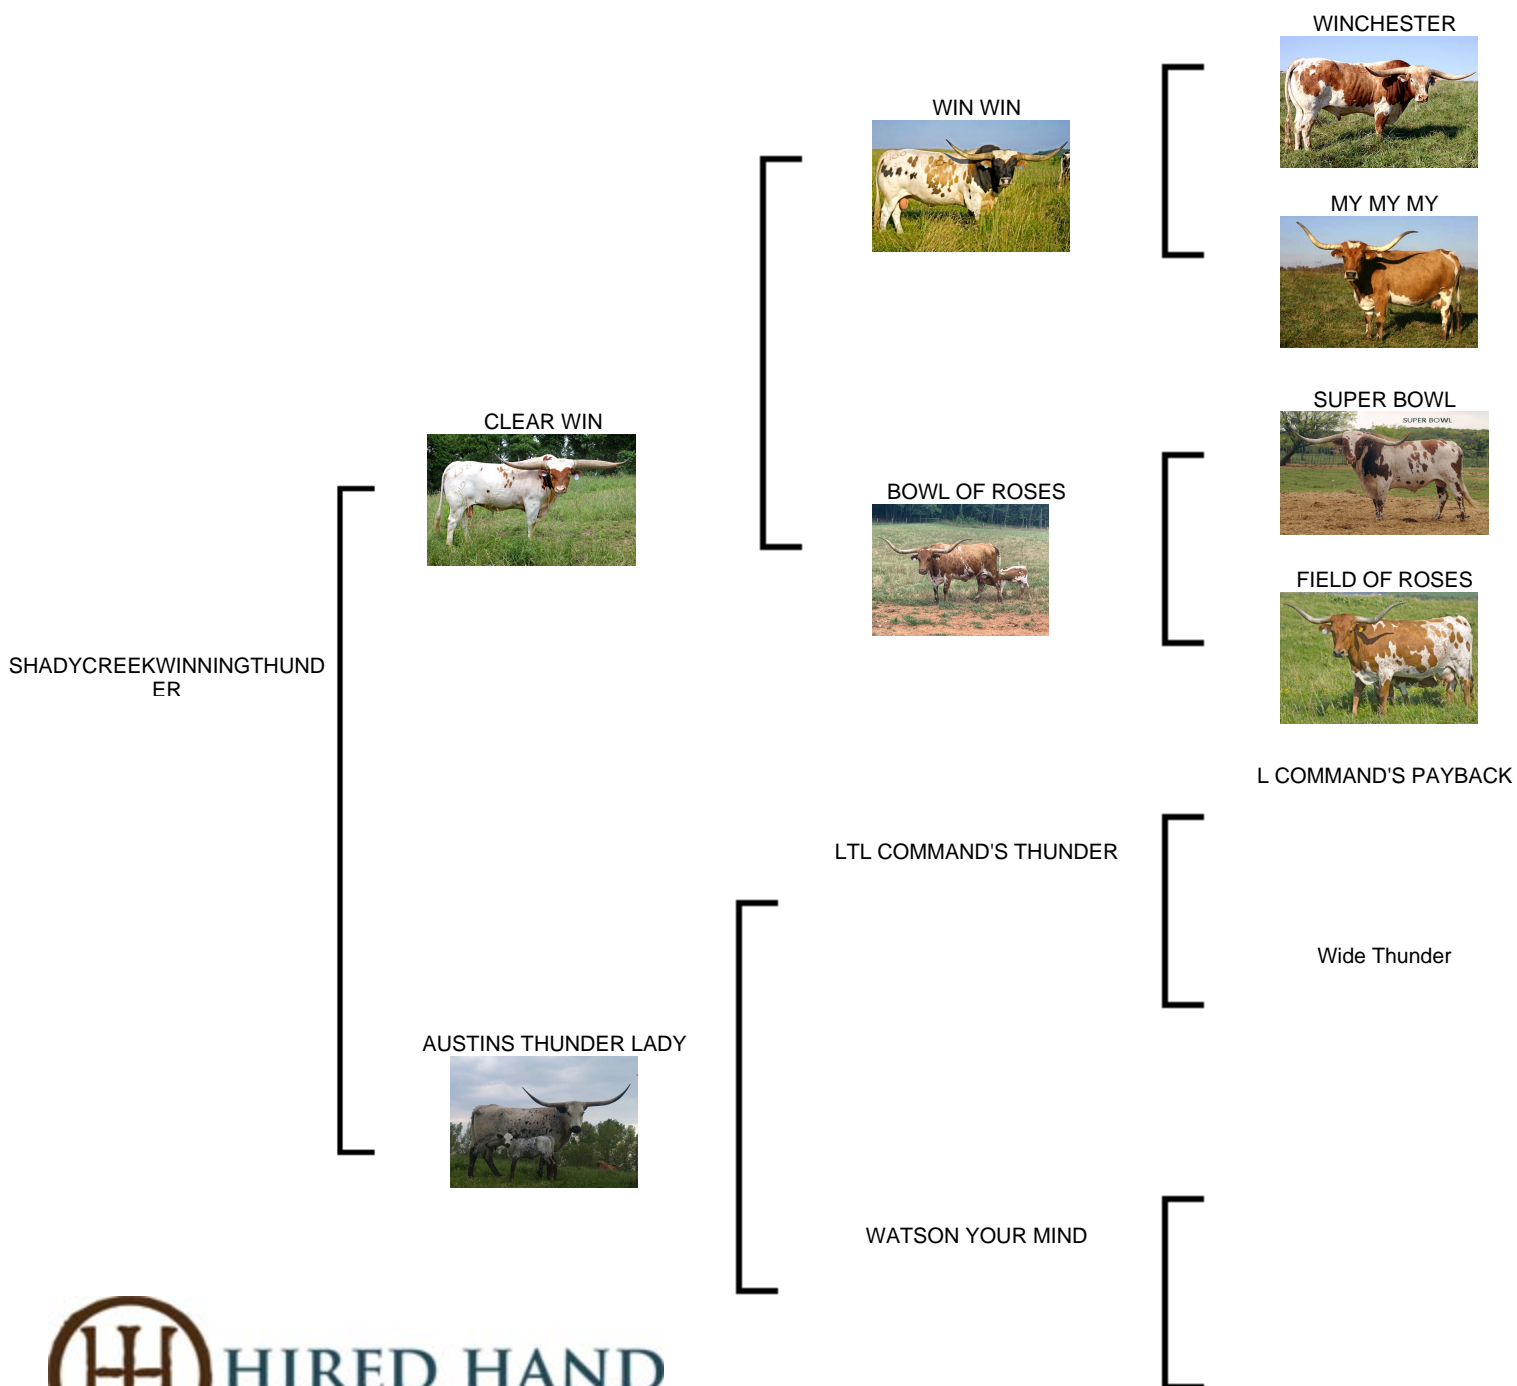 WINCHESTER
WIN WIN
MY MY MY
SUPER BOWL
SUPER BOWL
CLEAR WIN
BOWL OF ROSES
FIELD OF ROSES
SHADYCREEKWINNINGTHUND
ER
L COMMAND'S PAYBACK
LTL COMMAND'S THUNDER
Wide Thunder
AUSTINS THUNDER LADY
WATSON YOUR MIND
HIRED HAND